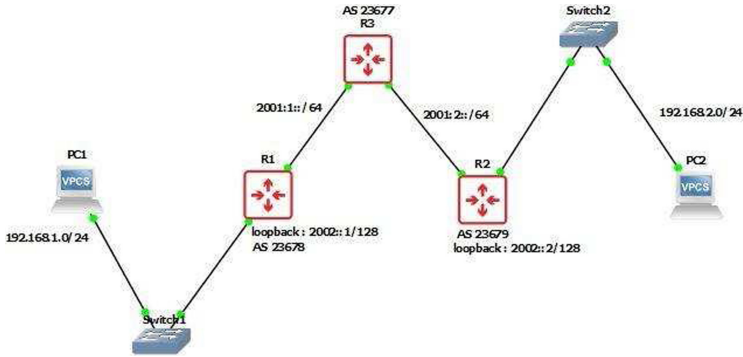 AS 23677
R3
Switch2
2001:1::/64
2001:2::/64
192.168.2.0/24
PC1
VPCS
R1
R2
PC2
VPCS
192.168.1.0/24
loopback : 2002::1/128
AS 23678
AS 23679
loopback : 2002::2/128
Switch1